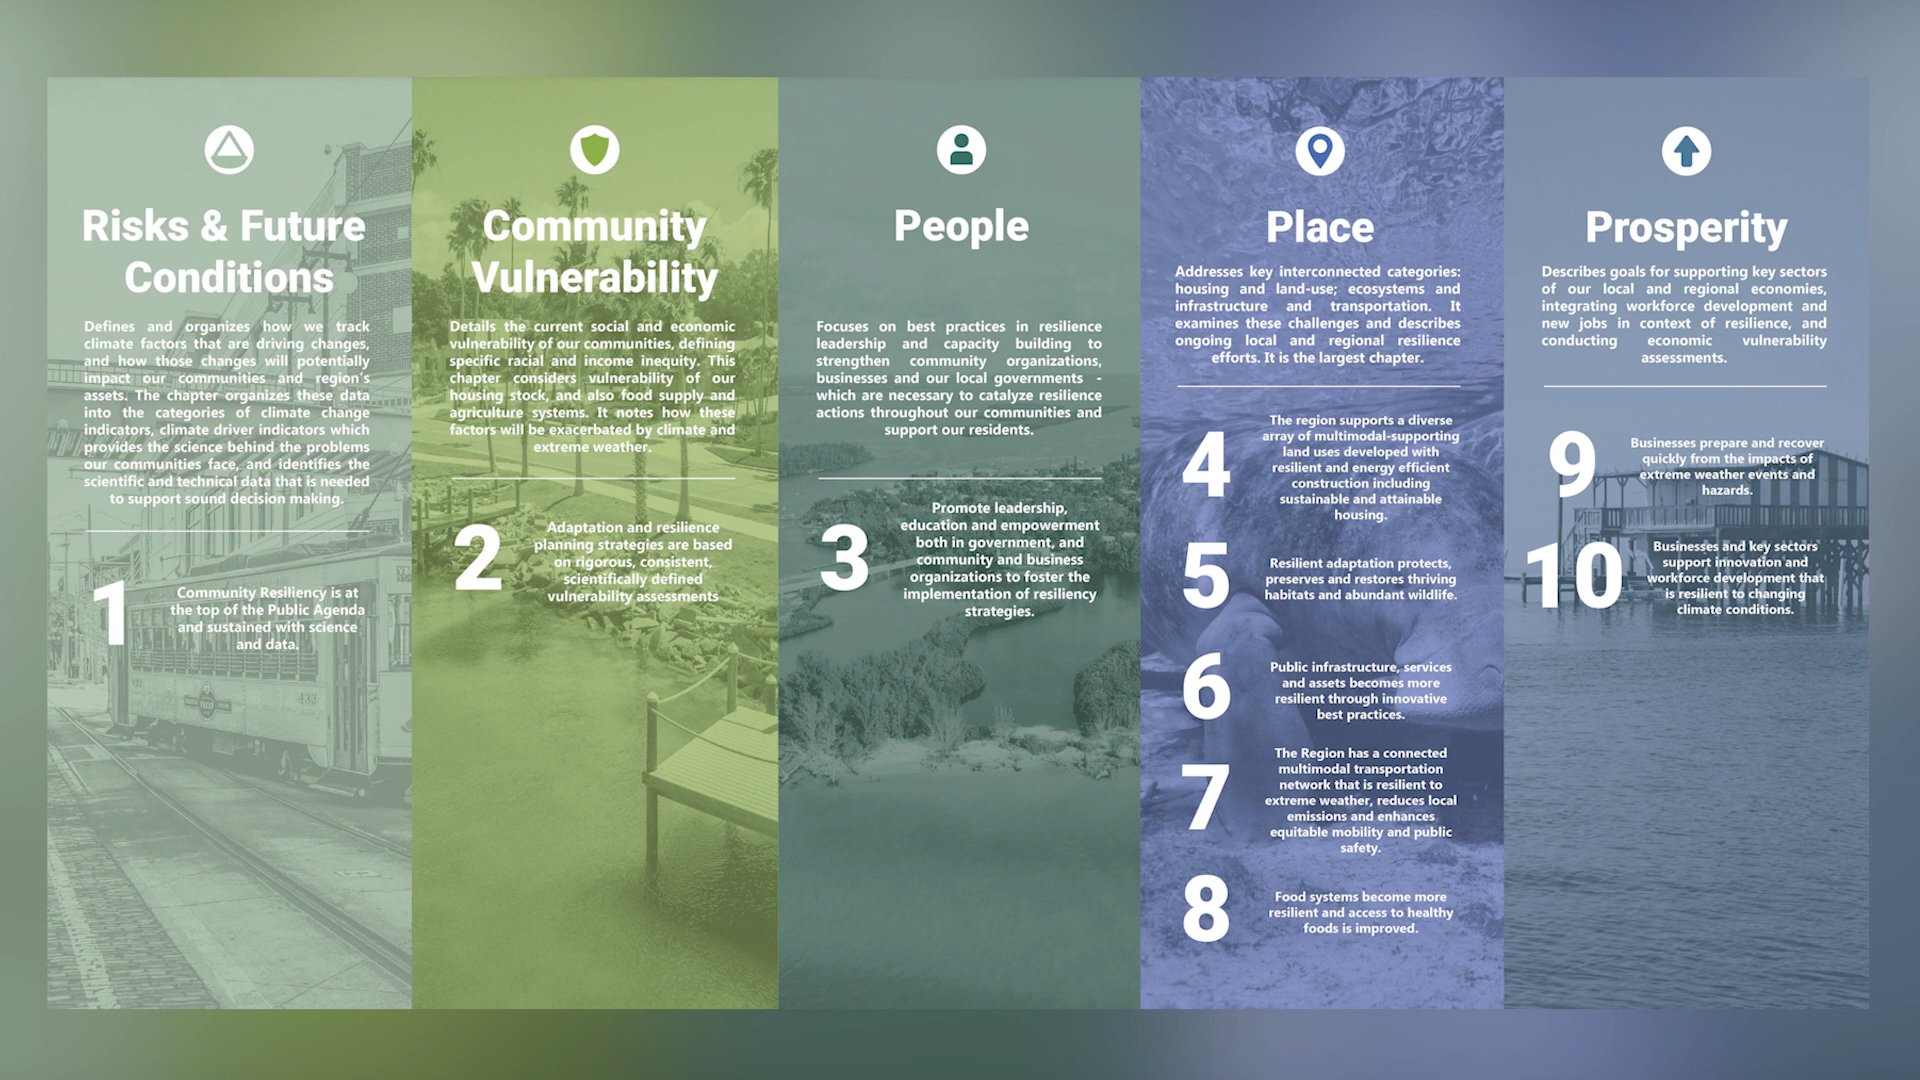 Risks & Future
Conditions
Defines and organizes how we track
climate factors that are driving changes,
and how those changes will potentially
impact our communities and region's
assets. The chapter organizes these data
into the categories of climate change
indicators, climate driver indicators which
provides the science behind the problems
our communities face, and identifies the
scientific and technical data that is needed
to support sound decision making.
1
Community Resiliency is at
the top of the Public Agenda
and sustained with science
and data.
Community
Vulnerability
Details the current social and economic
vulnerability of our communities, defining
specific racial and income inequity. This
chapter considers vulnerability of our
housing stock, and also food supply and
agriculture systems. It notes how these
factors will be exacerbated by climate and
extreme weather.
2
Adaptation and resilience
planning strategies are based
on rigorous, consistent,
scientifically defined
vulnerability assessments
People
Focuses on best practices in resilience
leadership and capacity building to
strengthen community organizations,
businesses and our local governments -
which are necessary to catalyze resilience
actions throughout our communities and
support our residents.
3
Promote leadership,
education and empowerment
both in government, and
community and business
organizations to foster the
implementation of resiliency
strategies.
Place
Addresses key interconnected categories:
housing and land-use; ecosystems and
infrastructure and transportation. It
examines these challenges and describes
ongoing local and regional resilience
efforts. It is the largest chapter.
4
The region supports a diverse
array of multimodal-supporting
land uses developed with
resilient and energy efficient
construction including
sustainable and attainable
housing.
5
Resilient adaptation protects,
preserves and restores thriving
habitats and abundant wildlife.
6
Public infrastructure, services
and assets becomes more
resilient through innovative
best practices.
7
The Region has a connected
multimodal transportation
network that is resilient to
extreme weather, reduces local
emissions and enhances
equitable mobility and public
safety.
8
Food systems become more
resilient and access to healthy
foods is improved.
Prosperity
Describes goals for supporting key sectors
of our local and regional economies,
integrating workforce development and
new jobs in context of resilience, and
conducting economic vulnerability
assessments.
9
Businesses prepare and recover
quickly from the impacts of
extreme weather events and
hazards.
10
Businesses and key sectors
support innovation and
workforce development that
is resilient to changing
climate conditions.
433